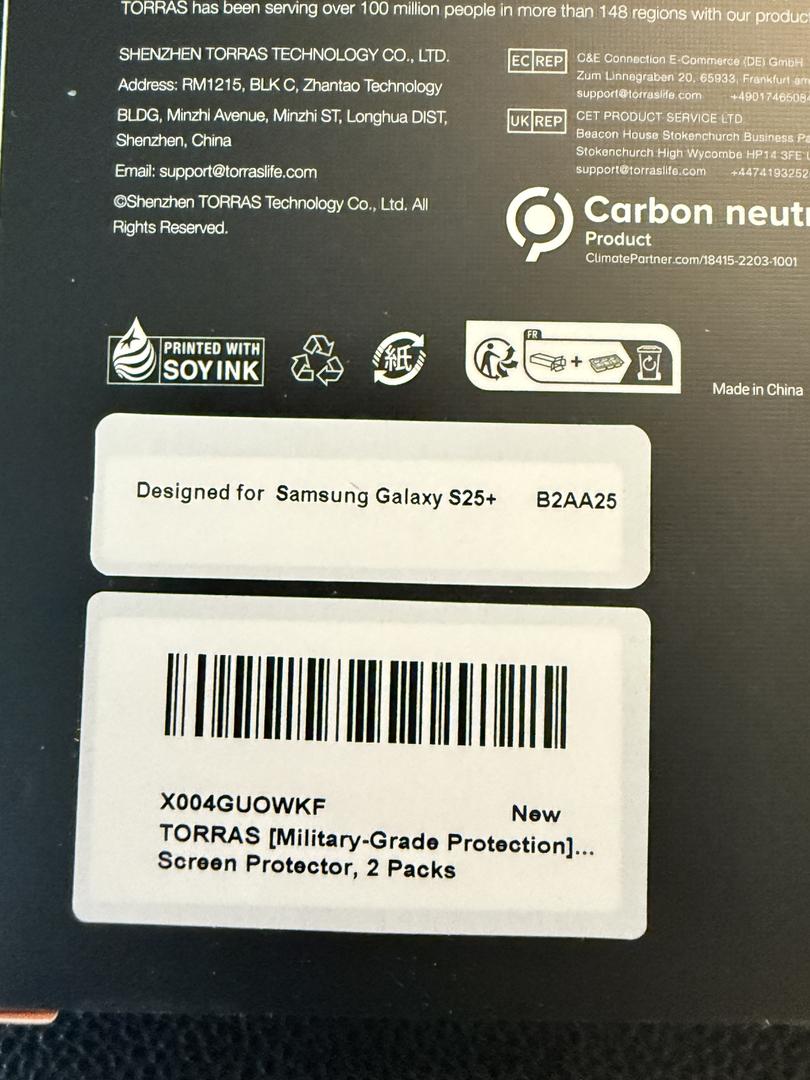 TORRAS has been serving over 100 million people in more than 148 regions with our
SHENZHEN TORRAS TECHNOLOGY CO., LTD.
Address: RM1215, BLK C, Zhantao Technology
BLDG, Minzhi Avenue, Minzhi ST, Longhua DIST,
Shenzhen, China
Email: support@torraslife.com
©Shenzhen TORRAS Technology Co., Ltd. All
Rights Reserved.
EC REP
C&E Connection E-Commerce (DE) GmbH
Zum Linnegraben 20, 65933, Frankfurt am
support@torraslife.com
UK REP
CET PRODUCT SERVICE LTD
Beacon House Stokenchurch Business
Stokenchurch High Wycombe HP14 3FE
support@torraslife.com
Carbon
Product
ClimatePartner.com/18415-2203-1001
PRINTED WITH
SOY INK
紙
FR
+
Made in China
Designed for Samsung Galaxy S25+ B2AA25
X004GUOWKF New
TORRAS [Military-Grade Protection]...
Screen Protector, 2 Packs